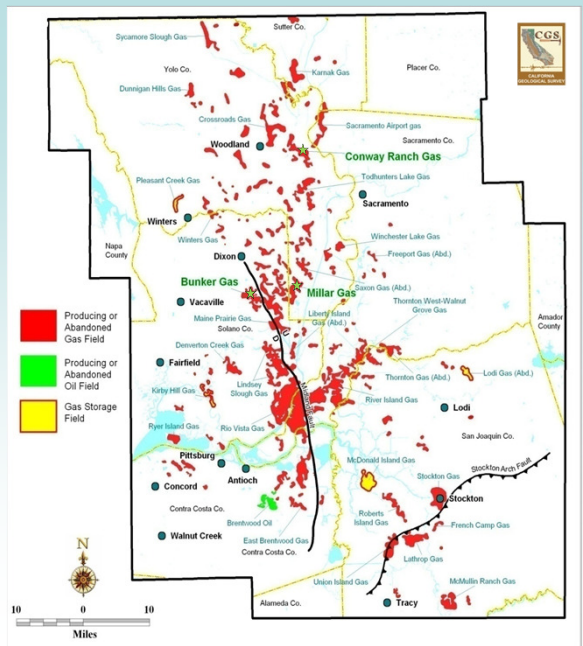 Sycamore Slough Gas
Sutter Co.
CGS
CALIFORNIA
GEOLOGICAL SURVEY
Yolo Co.
Karnak Gas
Placer Co.
Dunnigan Hills Gas
Crossroads Gas
Sacramento Airport gas
Woodland
Sacramento Co.
Conway Ranch Gas
Todhunters Lake Gas
Pleasant Creek Gas
Sacramento
Winters
Winters Gas
Winchester Lake Gas
Napa
County
Dixon
Freeport Gas (Abd.)
Bunker Gas
Millar Gas
Saxon Gas (Abd.)
Vacaville
Thornton West-Walnut
Grove Gas
Liberty Island
Gas (Abd.)
Maine Prairie Gas
Solano Co.
U
D
Amador
County
Producing or
Abandoned
Gas Field
Denverton Creek Gas
Fairfield
Thornton Gas (Abd.)
Lodi Gas (Abd.)
Producing or
Abandoned
Oil Field
Kirby Hill Gas
Lindsey
Slough Gas
Midland Fault
River Island Gas
Lodi
Gas Storage
Field
Ryer Island Gas
Rio Vista Gas
San Joaquin Co.
Pittsburg
McDonald Island Gas
Stockton Arch Fault
Antioch
Stockton Gas
Concord
Stockton
Contra Costa Co.
Roberts
Island Gas
Brentwood Oil
French Camp Gas
Walnut Creek
East Brentwood Gas
Contra Costa Co.
Lathrop Gas
N
Union Island Gas
McMullin Ranch Gas
Alameda Co.
Tracy
10 0 10
Miles